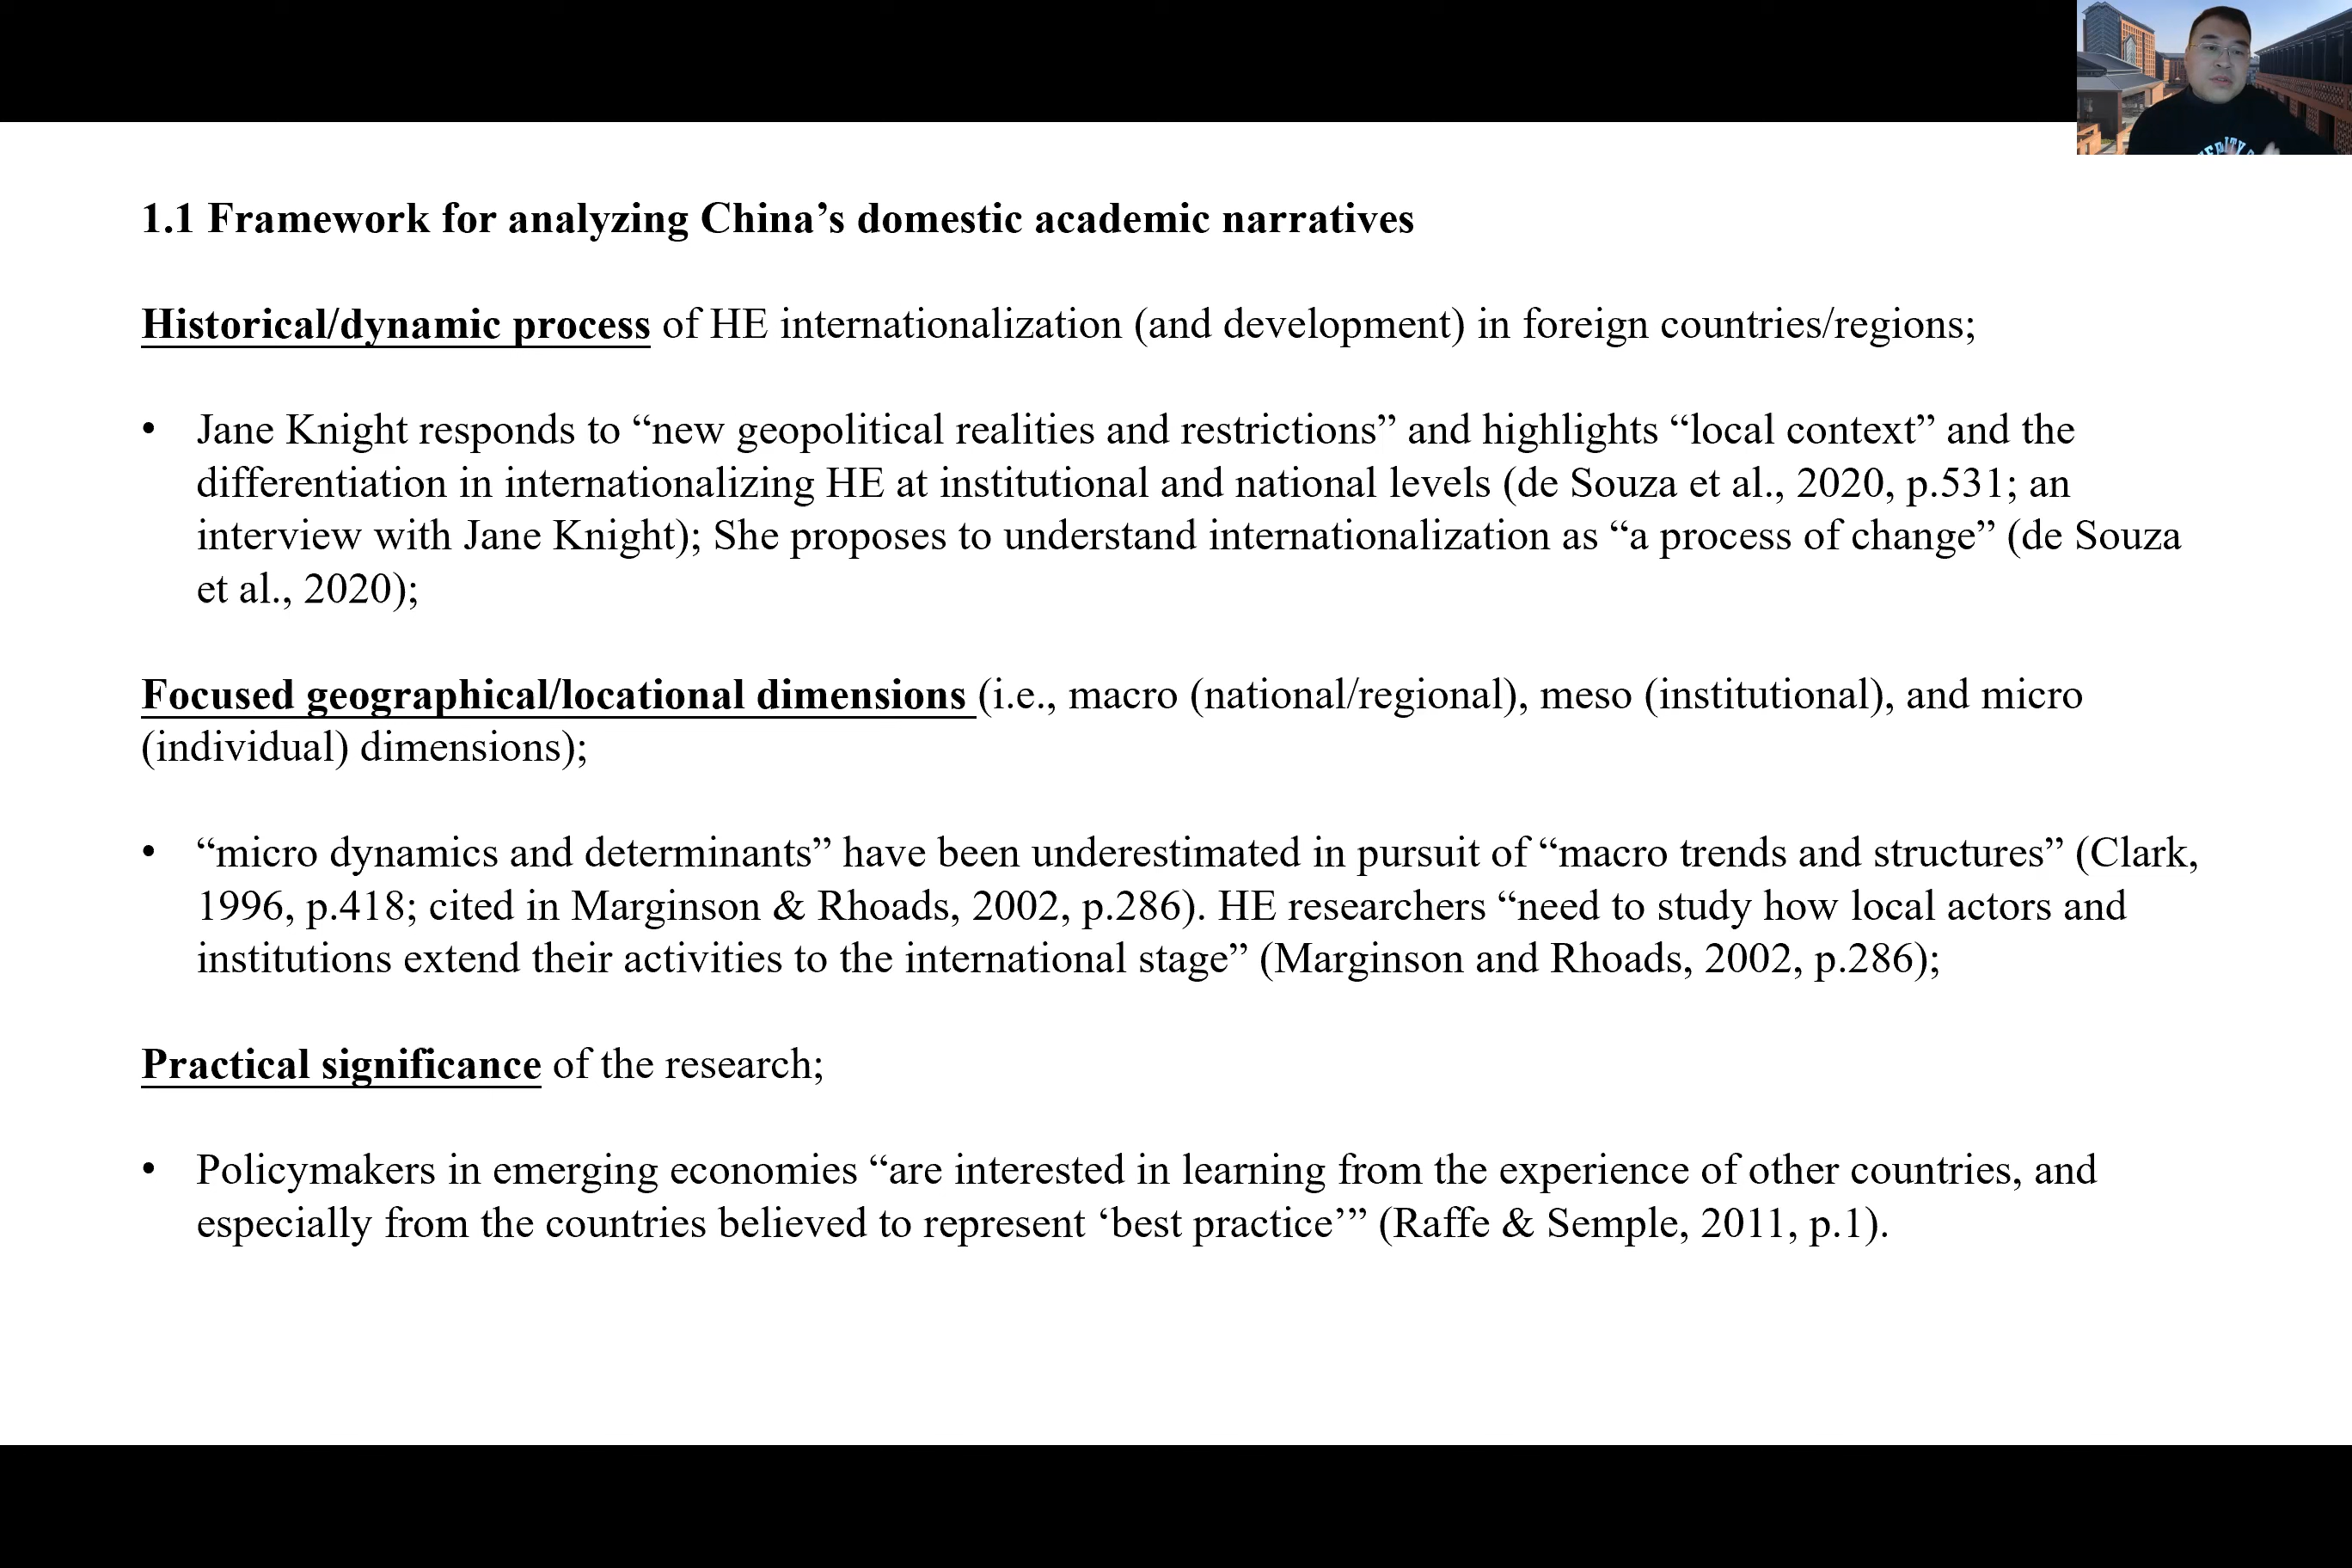 1.1 Framework for analyzing China’s domestic academic narratives
Historical/dynamic process of HE internationalization (and development) in foreign countries/regions;
• Jane Knight responds to “new geopolitical realities and restrictions” and highlights “local context” and the
differentiation in internationalizing HE at institutional and national levels (de Souza et al., 2020, p.531; an
interview with Jane Knight); She proposes to understand internationalization as “a process of change” (de Souza
et al., 2020);
Focused geographical/locational dimensions (i.e., macro (national/regional), meso (institutional), and micro
(individual) dimensions);
• “micro dynamics and determinants” have been underestimated in pursuit of “macro trends and structures” (Clark,
1996, p.418; cited in Marginson & Rhoads, 2002, p.286). HE researchers “need to study how local actors and
institutions extend their activities to the international stage” (Marginson and Rhoads, 2002, p.286);
Practical significance of the research;
• Policymakers in emerging economies “are interested in learning from the experience of other countries, and
especially from the countries believed to represent ‘best practice’” (Raffe & Semple, 2011, p.1).